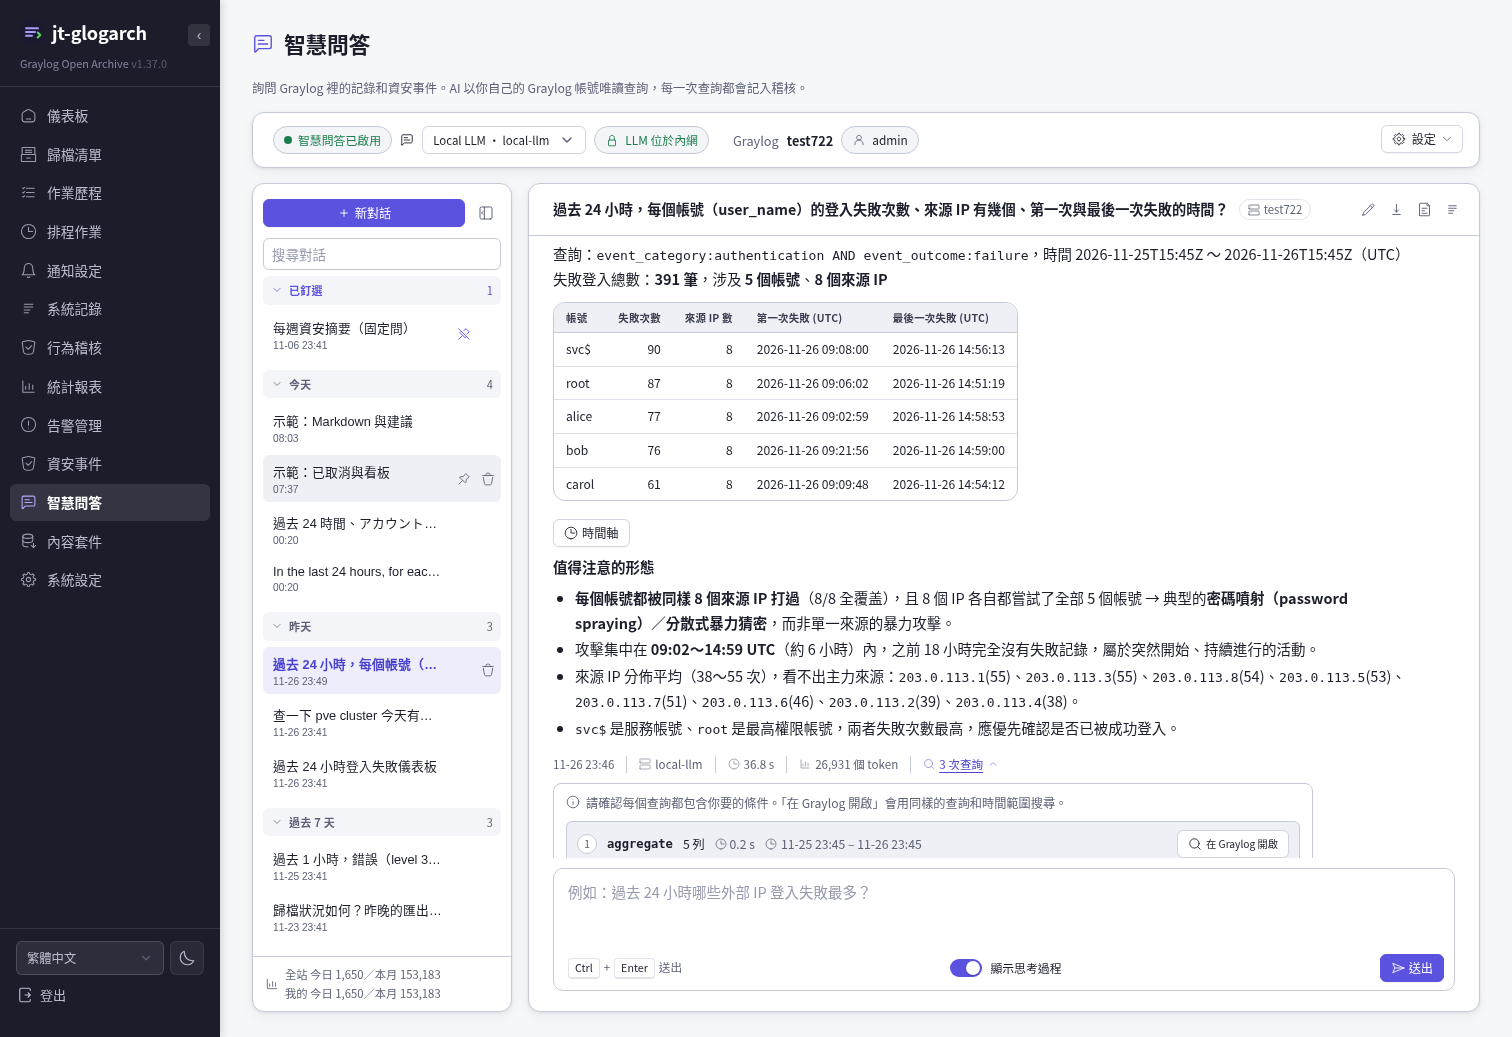 jt-glogarch
Graylog Open Archive v1.37.0
儀表板
歸檔清單
作業歷程
排程作業
通知設定
系統記錄
行為稽核
統計報表
告警管理
資安事件
智慧問答
內容套件
系統設定
繁體中文
登出
智慧問答
詢問 Graylog 裡的記錄和資安事件。AI 以你自己的 Graylog 帳號唯讀查詢，每一次查詢都會記入稽核。
智慧問答已啟用 Local LLM · local-llm LLM 位於內網 Graylog test722 admin 設定
+ 新對話
搜尋對話
已釘選 1
每週資安摘要（固定問）
11-06 23:41
今天 4
示範：Markdown 與建議
08:03
示範：已取消與看板
07:37
過去 24 時間、アカウント…
00:20
In the last 24 hours, for eac…
00:20
昨天 3
過去 24 小時，每個帳號（…
11-26 23:49
查一下 pve cluster 今天有…
11-26 23:41
過去 24 小時登入失敗儀表板
11-26 23:41
過去 7 天 3
過去 1 小時，錯誤（level 3…
11-25 23:41
歸檔狀況如何？昨晚的匯出…
11-23 23:41
全站 今日 1,650／本月 153,183
我的 今日 1,650／本月 153,183
過去 24 小時，每個帳號（user_name）的登入失敗次數、來源 IP 有幾個、第一次與最後一次失敗的時間？ test722
查詢：event_category:authentication AND event_outcome:failure，時間 2026-11-25T15:45Z ～ 2026-11-26T15:45Z（UTC）
失敗登入總數：391 筆，涉及 5 個帳號、8 個來源 IP
帳號 失敗次數 來源 IP 數 第一次失敗 (UTC) 最後一次失敗 (UTC)
svc$ 90 8 2026-11-26 09:08:00 2026-11-26 14:56:13
root 87 8 2026-11-26 09:06:02 2026-11-26 14:51:19
alice 77 8 2026-11-26 09:02:59 2026-11-26 14:58:53
bob 76 8 2026-11-26 09:21:56 2026-11-26 14:59:00
carol 61 8 2026-11-26 09:09:48 2026-11-26 14:54:12
時間軸
值得注意的形態
每個帳號都被同樣 8 個來源 IP 打過（8/8 全覆盖），且 8 個 IP 各自都嘗試了全部 5 個帳號 → 典型的密碼噴射（password
spraying）／分散式暴力猜密，而非單一來源的暴力攻擊。
攻擊集中在 09:02～14:59 UTC（約 6 小時）內，之前 18 小時完全沒有失敗記錄，屬於突然開始、持續進行的活動。
來源 IP 分佈平均（38～55 次），看不出主力來源：203.0.113.1(55)、203.0.113.3(55)、203.0.113.8(54)、203.0.113.5(53)、
203.0.113.7(51)、203.0.113.6(46)、203.0.113.2(39)、203.0.113.4(38)。
svc$ 是服務帳號、root 是最高權限帳號，兩者失敗次數最高，應優先確認是否已被成功登入。
11-26 23:46 local-llm 36.8 s 26,931 個 token 3 次查詢
請確認每個查詢都包含你要的條件。「在 Graylog 開啟」會用同樣的查詢和時間範圍搜尋。
1 aggregate 5 列 0.2 s 11-25 23:45 – 11-26 23:45 在 Graylog 開啟
例如：過去 24 小時哪些外部 IP 登入失敗最多？
Ctrl + Enter 送出 顯示思考過程 送出